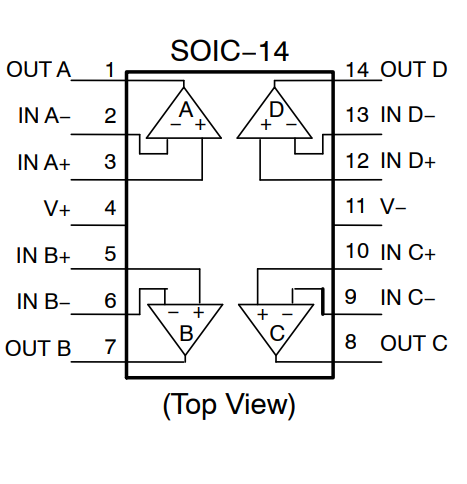 SOIC−14
OUT A 1 14 OUT D
IN A− 2 A D 13 IN D−
− + + −
IN A+ 3 12 IN D+
V+ 4 11 V−
IN B+ 5 10 IN C+
IN B− 6 − + + − 9 IN C−
B C
OUT B 7 8 OUT C
(Top View)